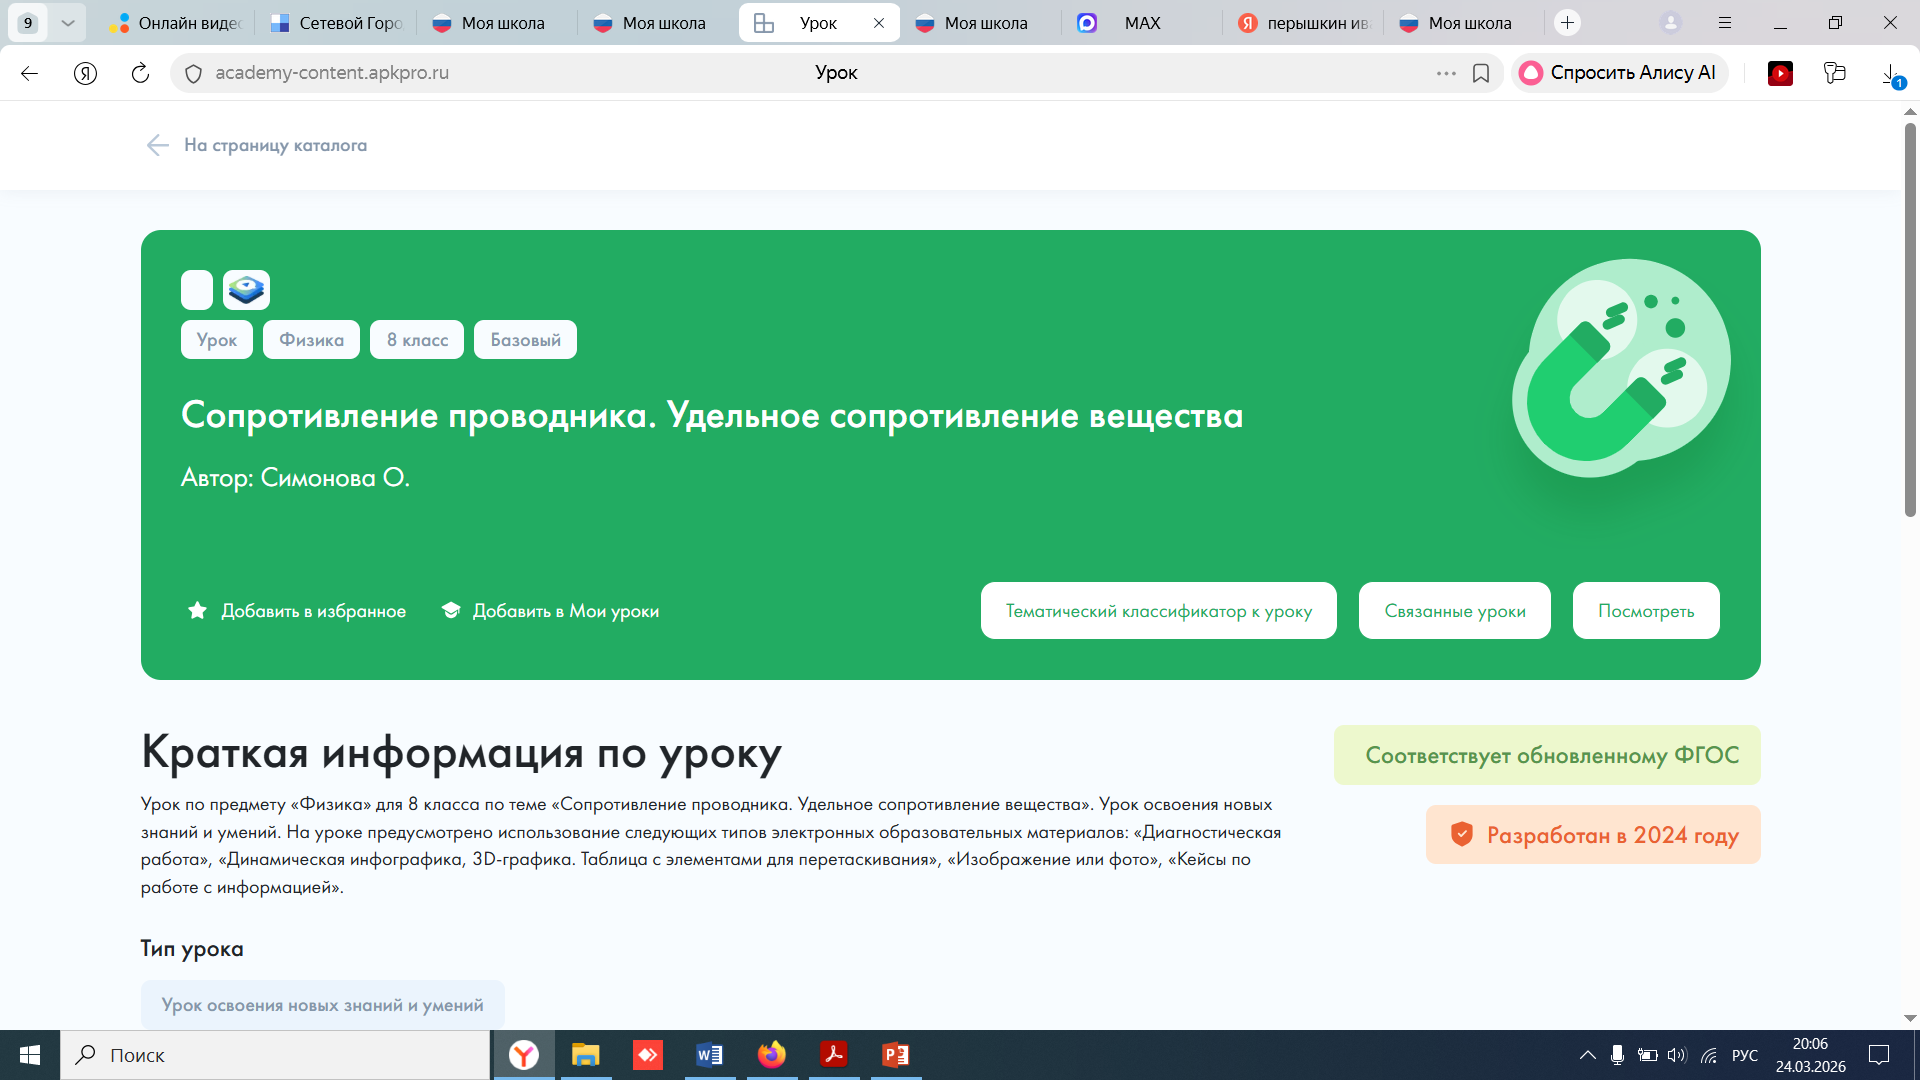 9
Онлайн видео
Сетевой Горо
Моя школа
Моя школа
Урок
Моя школа
MAX
перышкин ива
Моя школа
academy-content.apkpro.ru
Урок
Спросить Алису AI
1
На страницу каталога
Урок
Физика
8 класс
Базовый
Сопротивление проводника. Удельное сопротивление вещества
Автор: Симонова О.
Добавить в избранное
Добавить в Мои уроки
Тематический классификатор к уроку
Связанные уроки
Посмотреть
Краткая информация по уроку
Соответствует обновленному ФГОС
Разработан в 2024 году
Урок по предмету «Физика» для 8 класса по теме «Сопротивление проводника. Удельное сопротивление вещества». Урок освоения новых
знаний и умений. На уроке предусмотрено использование следующих типов электронных образовательных материалов: «Диагностическая
работа», «Динамическая инфографика, 3D-графика. Таблица с элементами для перетаскивания», «Изображение или фото», «Кейсы по
работе с информацией».
Тип урока
Урок освоения новых знаний и умений
Поиск
РУС
20:06
24.03.2026